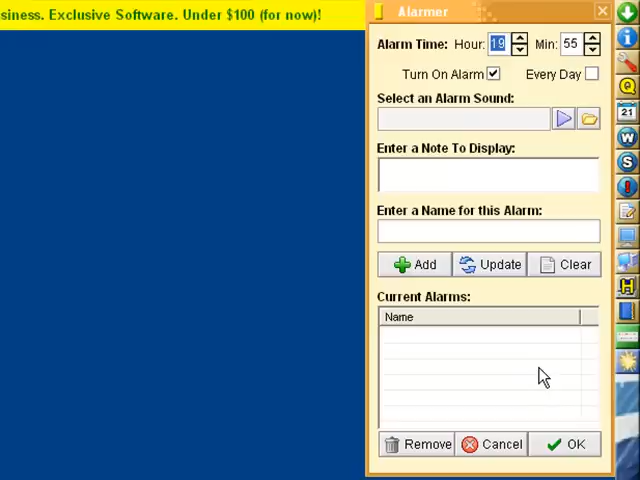 siness. Exclusive Software. Under $100 (for now)!
Alarmer
Alarm Time: Hour: 19 Min: 55
Turn On Alarm Every Day
Select an Alarm Sound:
Enter a Note To Display:
Enter a Name for this Alarm:
Add Update Clear
Current Alarms:
Name
Remove Cancel OK
Q
21
W
S
H